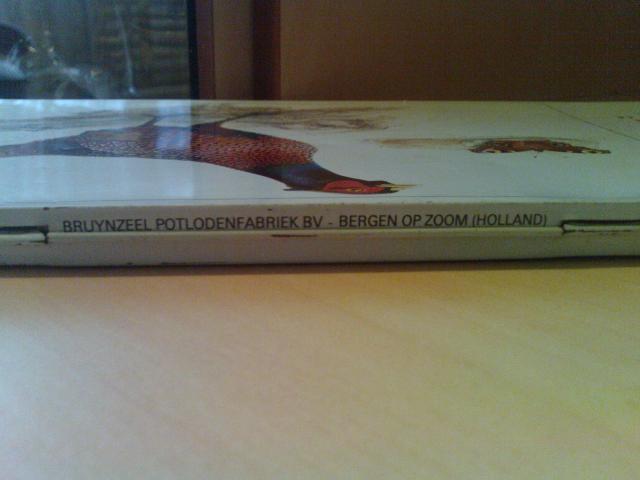 BRUYNZEEL POTLODENFABRIEK BV - BERGEN OP ZOOM (HOLLAND)